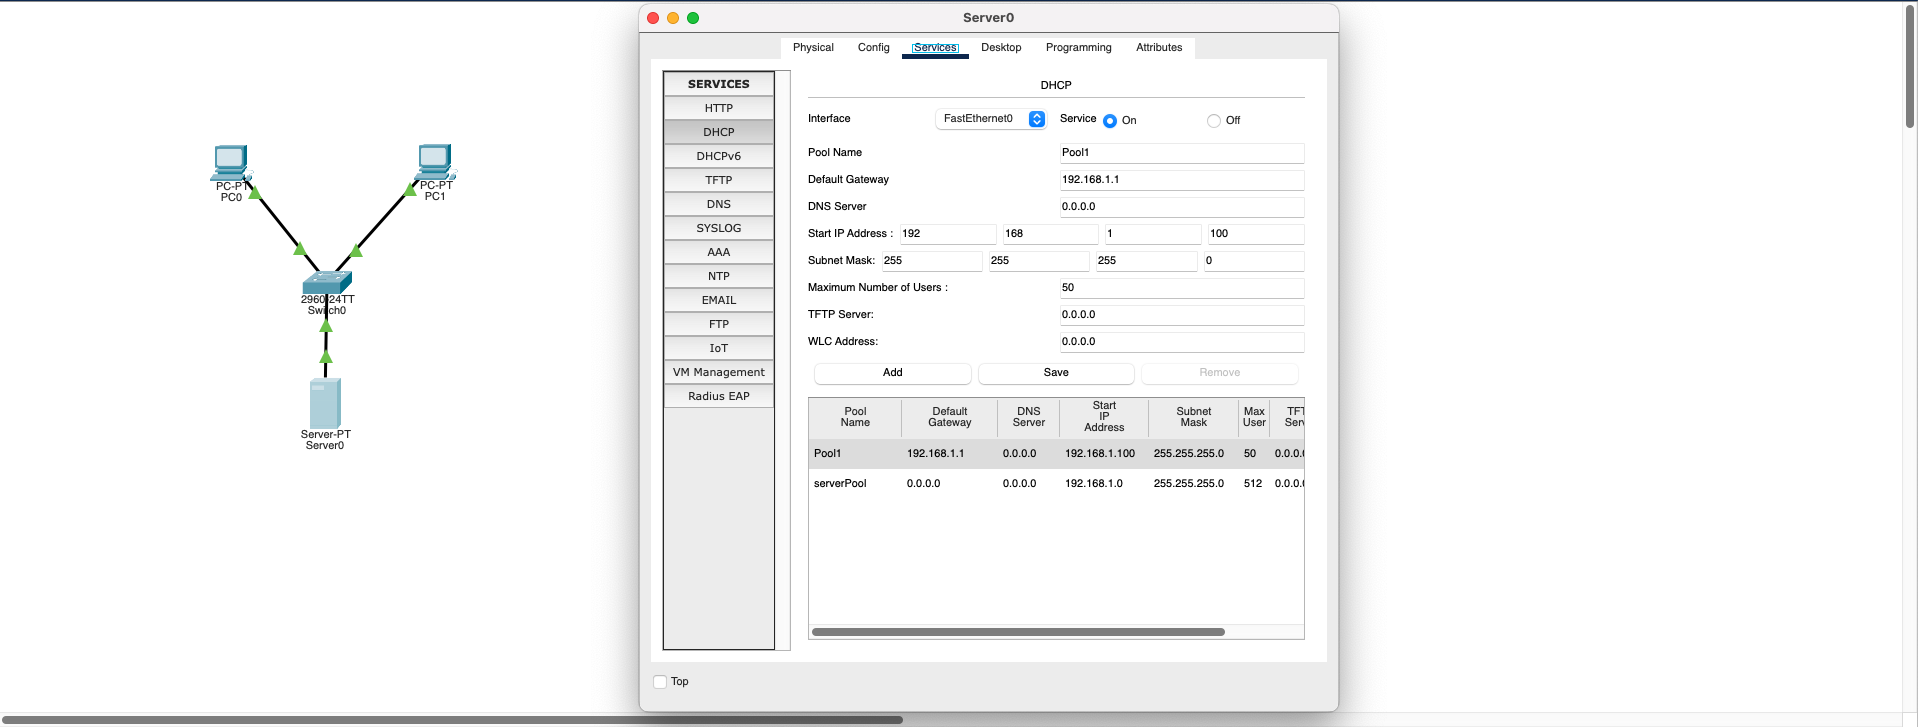 Server0
Physical Config Services Desktop Programming Attributes
SERVICES
HTTP
DHCP
DHCPv6
TFTP
DNS
SYSLOG
AAA
NTP
EMAIL
FTP
IoT
VM Management
Radius EAP
DHCP
Interface FastEthernet0 Service On Off
Pool Name Pool1
Default Gateway 192.168.1.1
DNS Server 0.0.0.0
Start IP Address : 192 168 1 100
Subnet Mask: 255 255 255 0
Maximum Number of Users : 50
TFTP Server: 0.0.0.0
WLC Address: 0.0.0.0
Add Save Remove
Pool Name Default Gateway DNS Server Start IP Address Subnet Mask Max User TFT Serv
Pool1 192.168.1.1 0.0.0.0 192.168.1.100 255.255.255.0 50 0.0.0.
serverPool 0.0.0.0 0.0.0.0 192.168.1.0 255.255.255.0 512 0.0.0.
Top
PC-PT
PC0
PC-PT
PC1
2960-24TT
Switch0
Server-PT
Server0